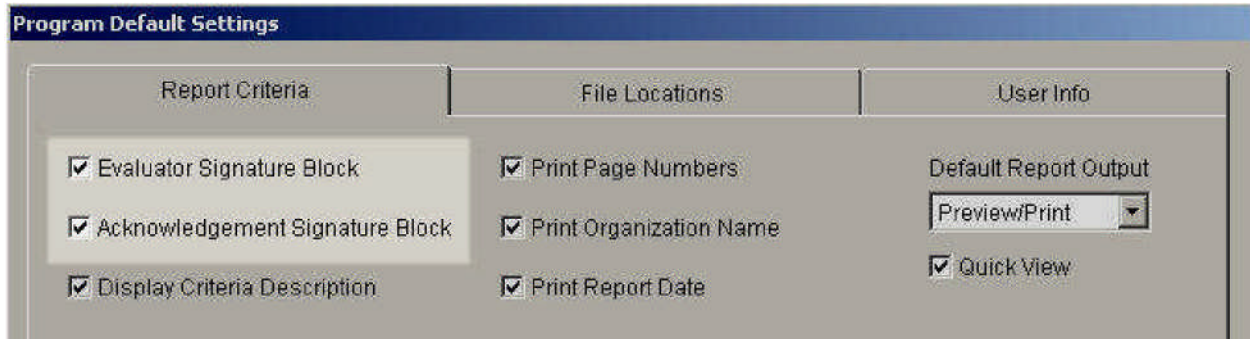 Program Default Settings
Report Criteria
File Locations
User Info
Evaluator Signature Block
Acknowledgement Signature Block
Display Criteria Description
Print Page Numbers
Print Organization Name
Print Report Date
Default Report Output
Preview/Print
Quick View